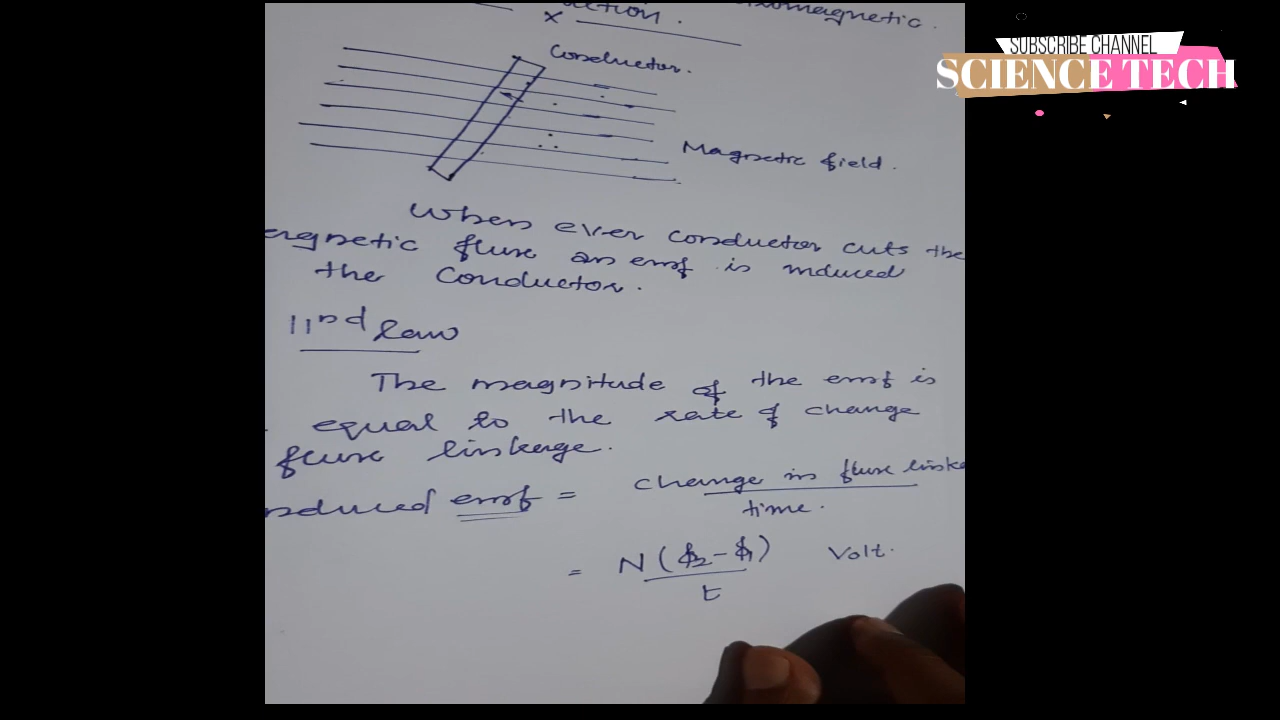 SUBSCRIBE CHANNEL
SCIENCE TECH
Conductor.
Magnetic field.
When ever conductor cuts the
agnetic flux an emf is induced
the Conductor.
IInd law
The magnitude of the emf is
equal to the rate of change
flux linkage.
nduced emf = change in flux linka
time.
= N(ϕ2-ϕ1) Volt.
t